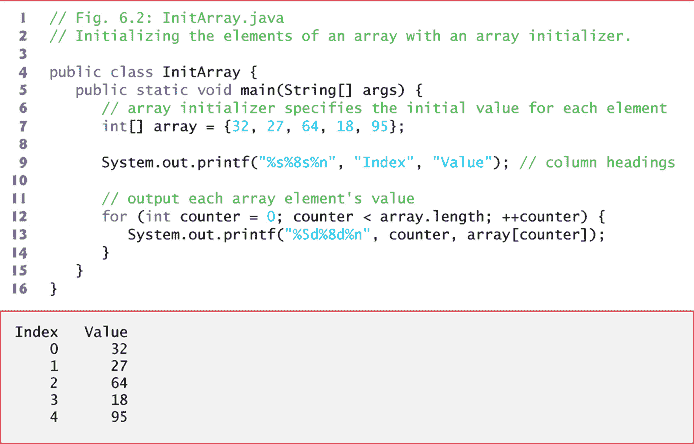 1 // Fig. 6.2: InitArray.java
2 // Initializing the elements of an array with an array initializer.
3
4 public class InitArray {
5    public static void main(String[] args) {
6       // array initializer specifies the initial value for each element
7       int[] array = {32, 27, 64, 18, 95};
8
9       System.out.printf("%s%8s%n", "Index", "Value"); // column headings
10
11       // output each array element's value
12       for (int counter = 0; counter < array.length; ++counter) {
13          System.out.printf("%5d%8d%n", counter, array[counter]);
14       }
15    }
16 }
Index   Value
    0      32
    1      27
    2      64
    3      18
    4      95